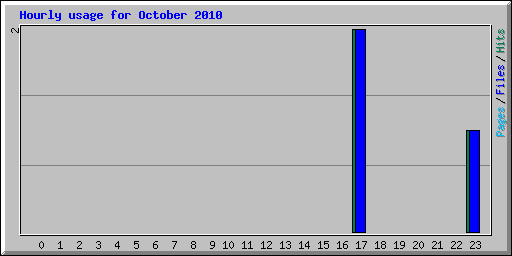 Hourly usage for October 2010
2
Pages/Files/Hits
0 1 2 3 4 5 6 7 8 9 10 11 12 13 14 15 16 17 18 19 20 21 22 23